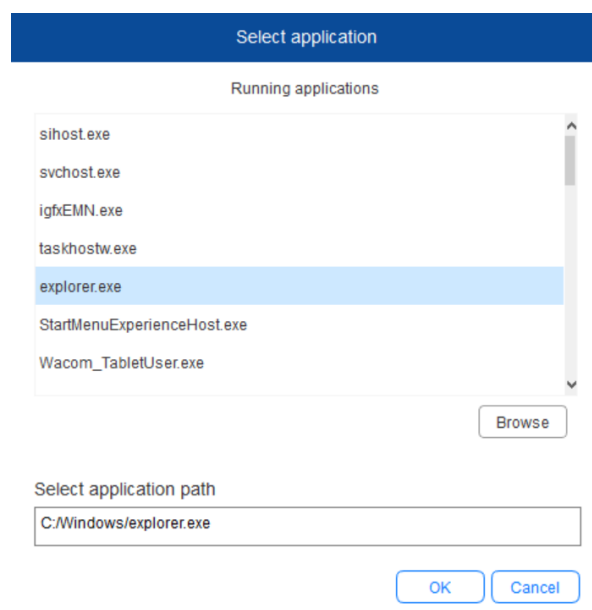 Select application
Running applications
sihost.exe
svchost.exe
igfxEMN.exe
taskhostw.exe
explorer.exe
StartMenuExperienceHost.exe
Wacom_TabletUser.exe
Browse
Select application path
C:/Windows/explorer.exe
OK Cancel